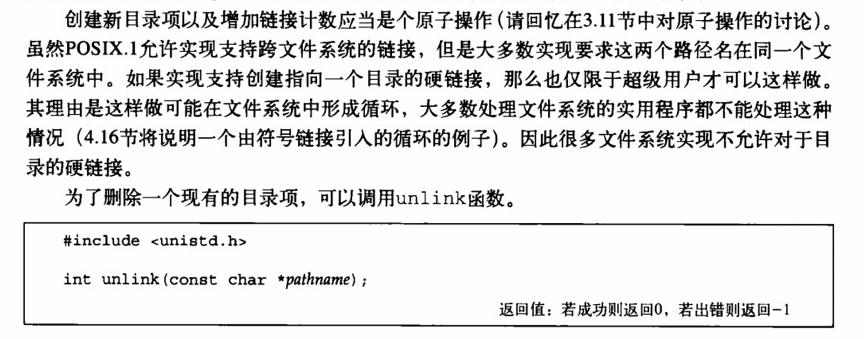 创建新目录项以及增加链接计数应当是个原子操作(请回忆在3.11节中对原子操作的讨论)。
虽然POSIX.1允许实现支持跨文件系统的链接，但是大多数实现要求这两个路径名在同一个文
件系统中。如果实现支持创建指向一个目录的硬链接，那么也仅限于超级用户才可以这样做。
其理由是这样做可能在文件系统中形成循环，大多数处理文件系统的实用程序都不能处理这种
情况（4.16节将说明一个由符号链接引入的循环的例子)。因此很多文件系统实现不允许对于目
录的硬链接。
为了删除一个现有的目录项，可以调用unlink函数。
#include <unistd.h>
int unlink(const char *pathname);
返回值：若成功则返回0，若出错则返回-1